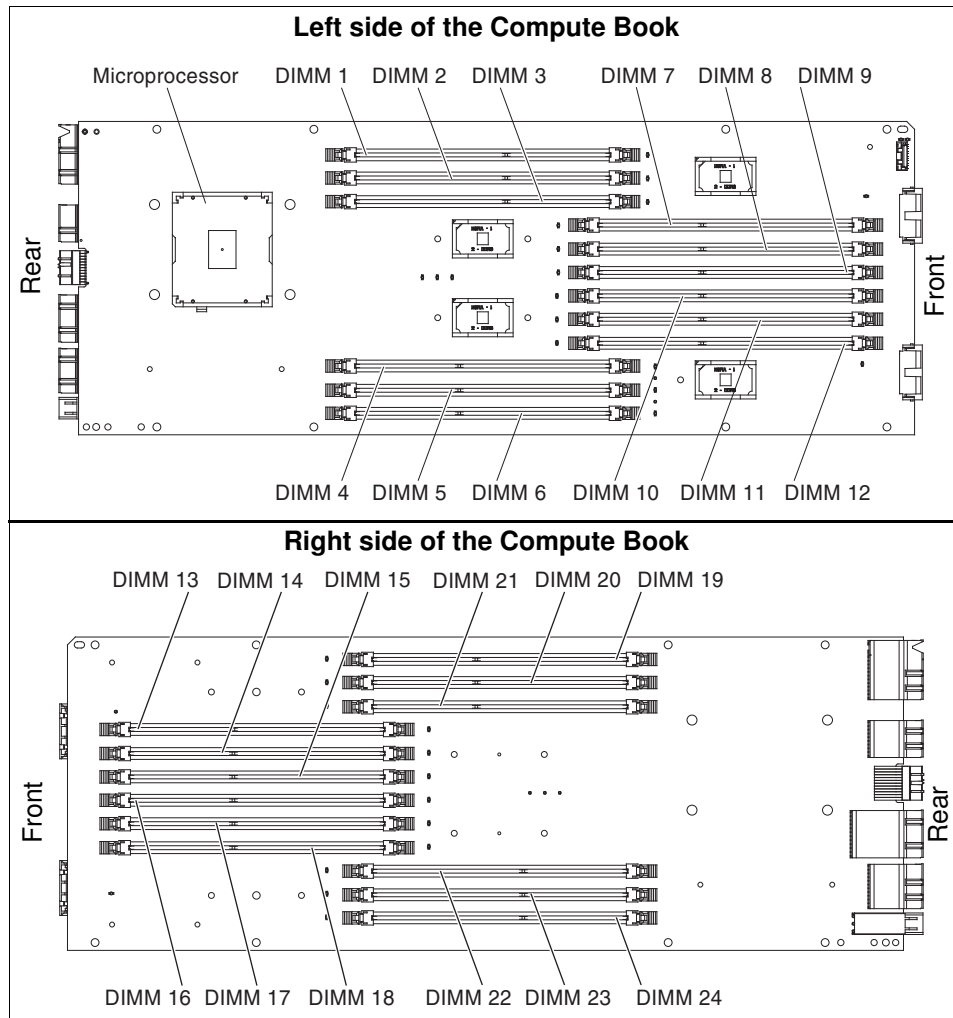 Left side of the Compute Book
Microprocessor DIMM 1 DIMM 2 DIMM 3 DIMM 7 DIMM 8 DIMM 9
Rear
Front
DIMM 4 DIMM 5 DIMM 6 DIMM 10 DIMM 11 DIMM 12
Right side of the Compute Book
DIMM 13 DIMM 14 DIMM 15 DIMM 21 DIMM 20 DIMM 19
Front
Rear
DIMM 16 DIMM 17 DIMM 18 DIMM 22 DIMM 23 DIMM 24